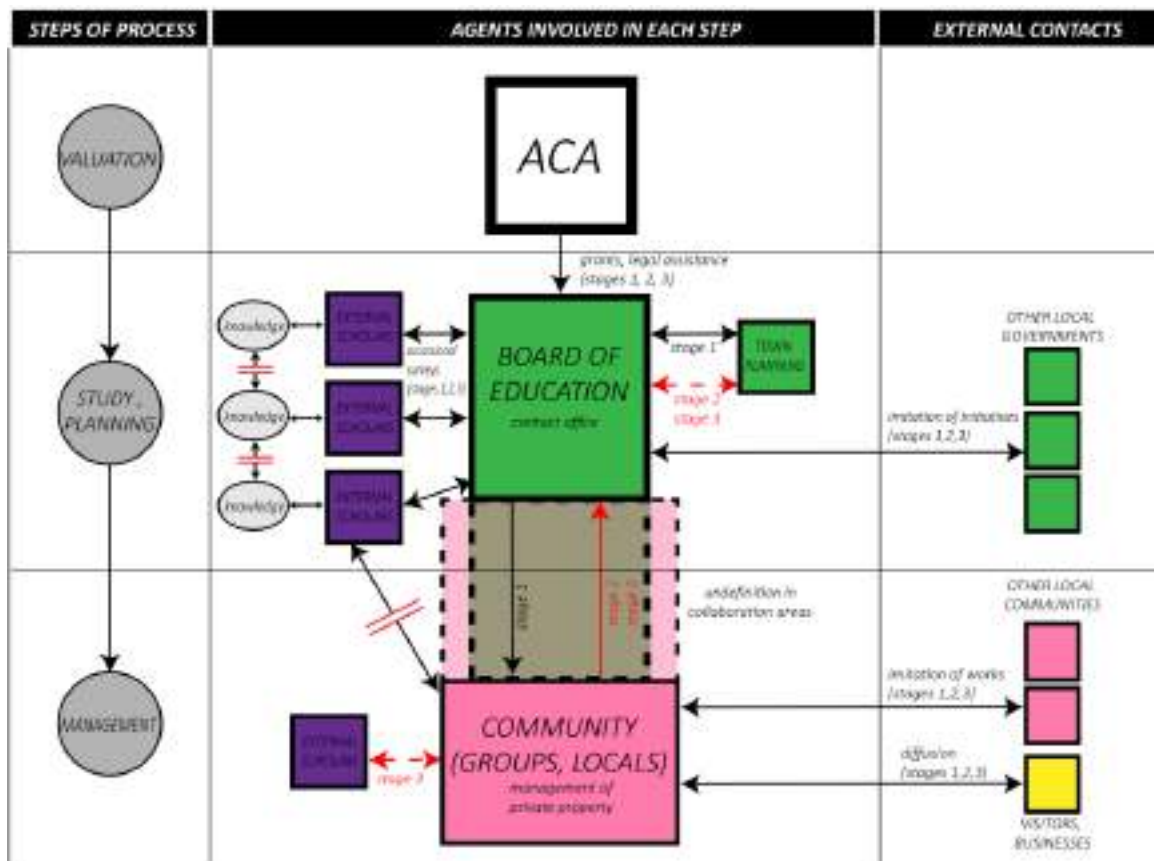 STEPS OF PROCESS
AGENTS INVOLVED IN EACH STEP
EXTERNAL CONTACTS
VALUATION
ACA
grants, legal assistance
(stages 1, 2, 3)
knowledge
EXTERNAL
SCHOLARS
BOARD OF
EDUCATION
contact office
stage 1
TOWN
PLANNING
stage 2
stage 3
OTHER LOCAL
GOVERNMENTS
STUDY,
PLANNING
knowledge
EXTERNAL
SCHOLARS
imitation of
(stages 1,2,3)
knowledge
INTERNAL
SCHOLARS
stage 1
undefinition in
collaboration areas
OTHER LOCAL
COMMUNITIES
MANAGEMENT
EXTERNAL
SCHOLARS
stage 3
COMMUNITY
(GROUPS, LOCALS)
management of
private property
imitation of works
(stages 1,2,3)
diffusion
(stages 1,2,3)
VISITORS,
BUSINESSES